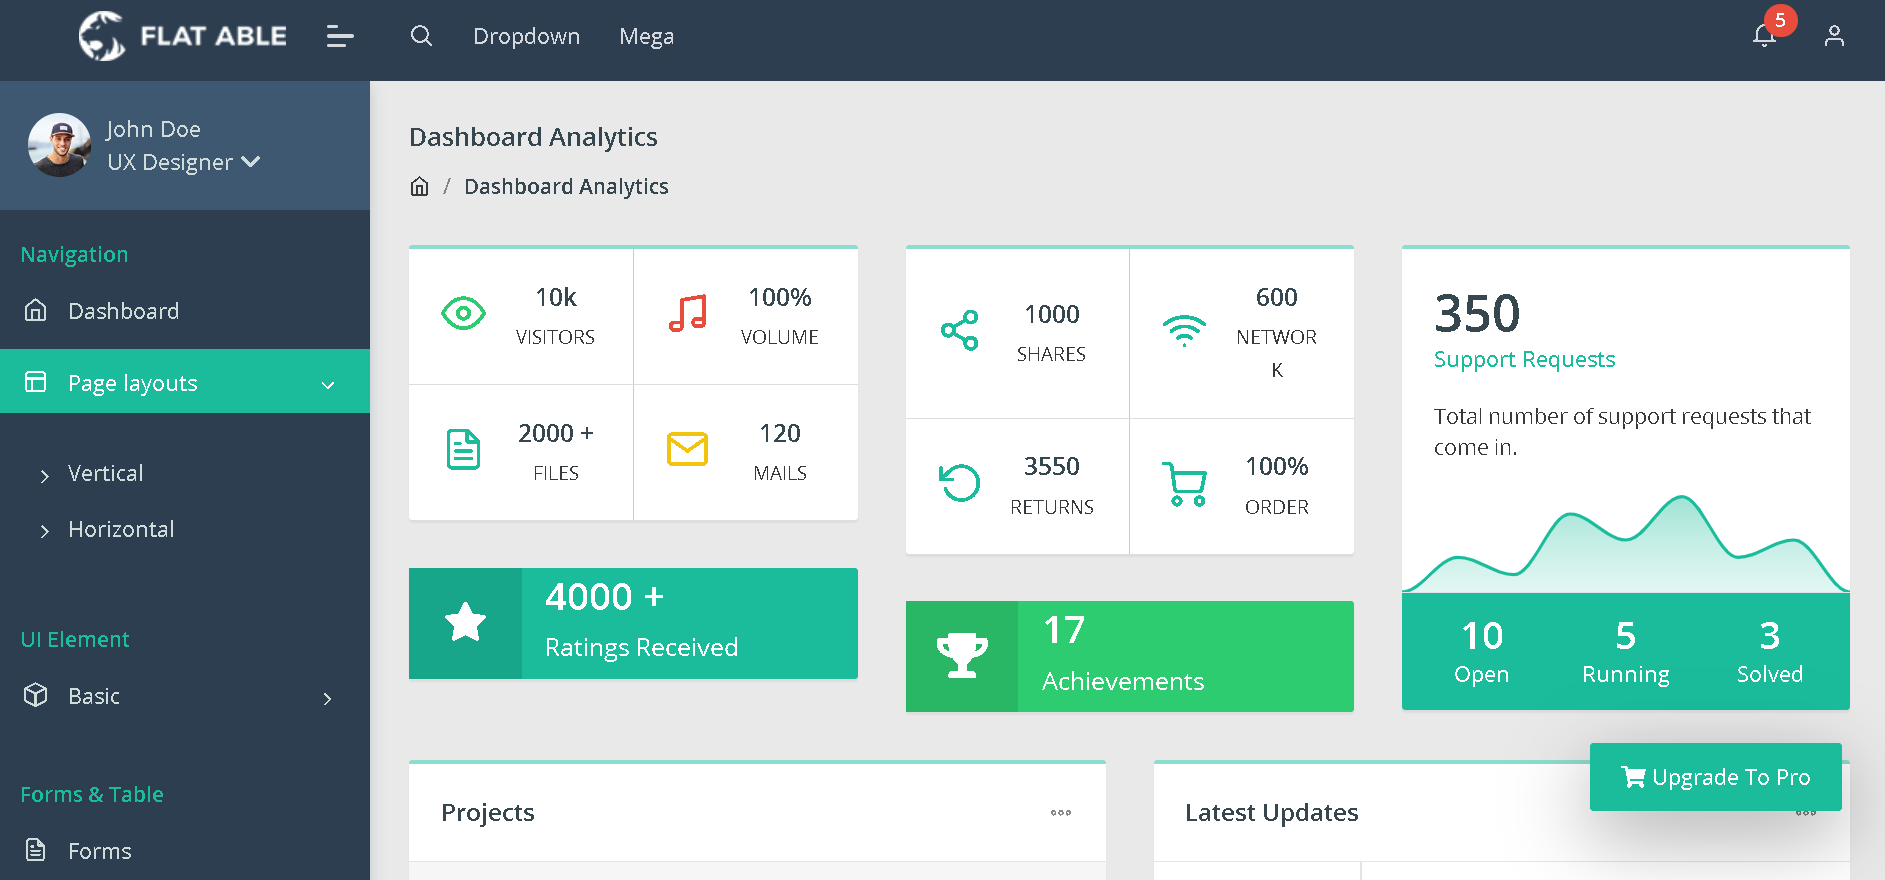 FLAT ABLE
Dropdown
Mega
5
John Doe
UX Designer
Navigation
Dashboard
Page layouts
Vertical
Horizontal
UI Element
Basic
Forms & Table
Forms
Dashboard Analytics
/ Dashboard Analytics
10k
VISITORS
100%
VOLUME
2000 +
FILES
120
MAILS
1000
SHARES
600
NETWOR
K
3550
RETURNS
100%
ORDER
350
Support Requests
Total number of support requests that
come in.
10
Open
5
Running
3
Solved
4000 +
Ratings Received
17
Achievements
Projects
Latest Updates
Upgrade To Pro